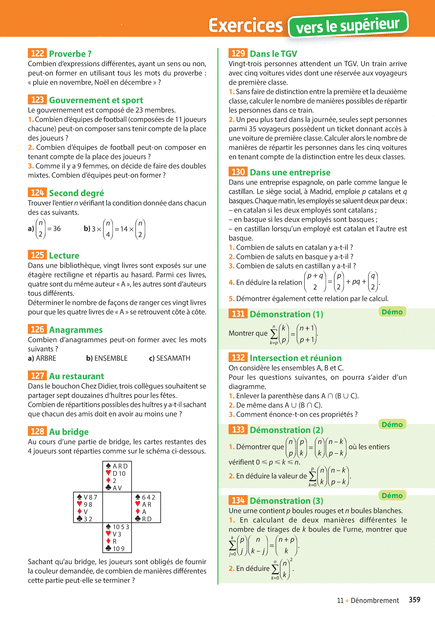 Exercices vers le supérieur
122 Proverbe ?
Combien d'expressions différentes, ayant un sens ou non,
peut-on former en utilisant tous les mots du proverbe :
« pluie en novembre, Noël en décembre » ?
123 Gouvernement et sport
Le gouvernement est composé de 23 membres.
1. Combien d'équipes de football (composées de 11 joueurs
chacune) peut-on composer sans tenir compte de la place
des joueurs ?
2. Combien d'équipes de football peut-on composer en
tenant compte de la place des joueurs ?
3. Comme il y a 9 femmes, on décide de faire des doubles
mixtes. Combien d'équipes peut-on former ?
124 Second degré
Trouver l'entier n vérifiant la condition donnée dans chacun
des cas suivants.
a) (n 2) = 36 b) 3 × (n 4) = 14 × (n 2)
125 Lecture
Dans une bibliothèque, vingt livres sont exposés sur une
étagère rectiligne et répartis au hasard. Parmi ces livres,
quatre sont du même auteur « A », les autres sont d'auteurs
tous différents.
Déterminer le nombre de façons de ranger ces vingt livres
pour que les quatre livres de « A » se retrouvent côte à côte.
126 Anagrammes
Combien d'anagrammes peut-on former avec les mots
suivants ?
a) ARBRE b) ENSEMBLE c) SESAMATH
127 Au restaurant
Dans le bouchon Chez Didier, trois collègues souhaitent se
partager sept douzaines d'huîtres pour les fêtes.
Combien de répartitions possibles des huîtres y a-t-il sachant
que chacun des amis doit en avoir au moins une ?
128 Au bridge
Au cours d'une partie de bridge, les cartes restantes des
4 joueurs sont réparties comme sur le schéma ci-dessous.
♠ A R D
♥ D 10
♦ 2
♣ A V
♠ V 8 7 ♠ 6 4 2
♥ 9 8 ♥ A R
♦ V ♦ A
♣ 3 2 ♣ R D
♠ 10 5 3
♥ V 3
♦ R
♣ 10 9
Sachant qu'au bridge, les joueurs sont obligés de fournir
la couleur demandée, de combien de manières différentes
cette partie peut-elle se terminer ?
129 Dans le TGV
Vingt-trois personnes attendent un TGV. Un train arrive
avec cinq voitures vides dont une réservée aux voyageurs
de première classe.
1. Sans faire de distinction entre la première et la deuxième
classe, calculer le nombre de manières possibles de répartir
les personnes dans ce train.
2. Un peu plus tard dans la journée, seules sept personnes
parmi 35 voyageurs possèdent un ticket donnant accès à
une voiture de première classe. Calculer alors le nombre de
manières de répartir les personnes dans les cinq voitures
en tenant compte de la distinction entre les deux classes.
130 Dans une entreprise
Dans une entreprise espagnole, on parle comme langue le
castillan. Le siège social, à Madrid, emploie p catalans et q
basques. Chaque matin, les employés se saluent deux par deux :
– en catalan si les deux employés sont catalans ;
– en basque si les deux employés sont basques ;
– en castillan lorsqu'un employé est catalan et l'autre est
basque.
1. Combien de saluts en catalan y a-t-il ?
2. Combien de saluts en basque y a-t-il ?
3. Combien de saluts en castillan y a-t-il ?
4. En déduire la relation (p + q 2) = (p 2) + pq + (q 2).
5. Démontrer également cette relation par le calcul.
131 Démonstration (1) Démo
Montrer que ∑ n k=p (k p) = (n + 1 p + 1).
132 Intersection et réunion
On considère les ensembles A, B et C.
Pour les questions suivantes, on pourra s'aider d'un
diagramme.
1. Enlever la parenthèse dans A ∩ (B ∪ C).
2. De même dans A ∪ (B ∩ C).
3. Comment énonce-t-on ces propriétés ?
133 Démonstration (2) Démo
1. Démontrer que (n p)(p k) = (n k)(n – k p – k) où les entiers
vérifient 0 ⩽ p ⩽ k ⩽ n.
2. En déduire la valeur de ∑ p k=0 (n k)(n – k p – k).
134 Démonstration (3) Démo
Une urne contient p boules rouges et n boules blanches.
1. En calculant de deux manières différentes le
nombre de tirages de k boules de l'urne, montrer que
∑ k j=0 (p j)(n k – j) = (n + p k).
2. En déduire ∑ n k=0 (n k)²
11 • Dénombrement 359